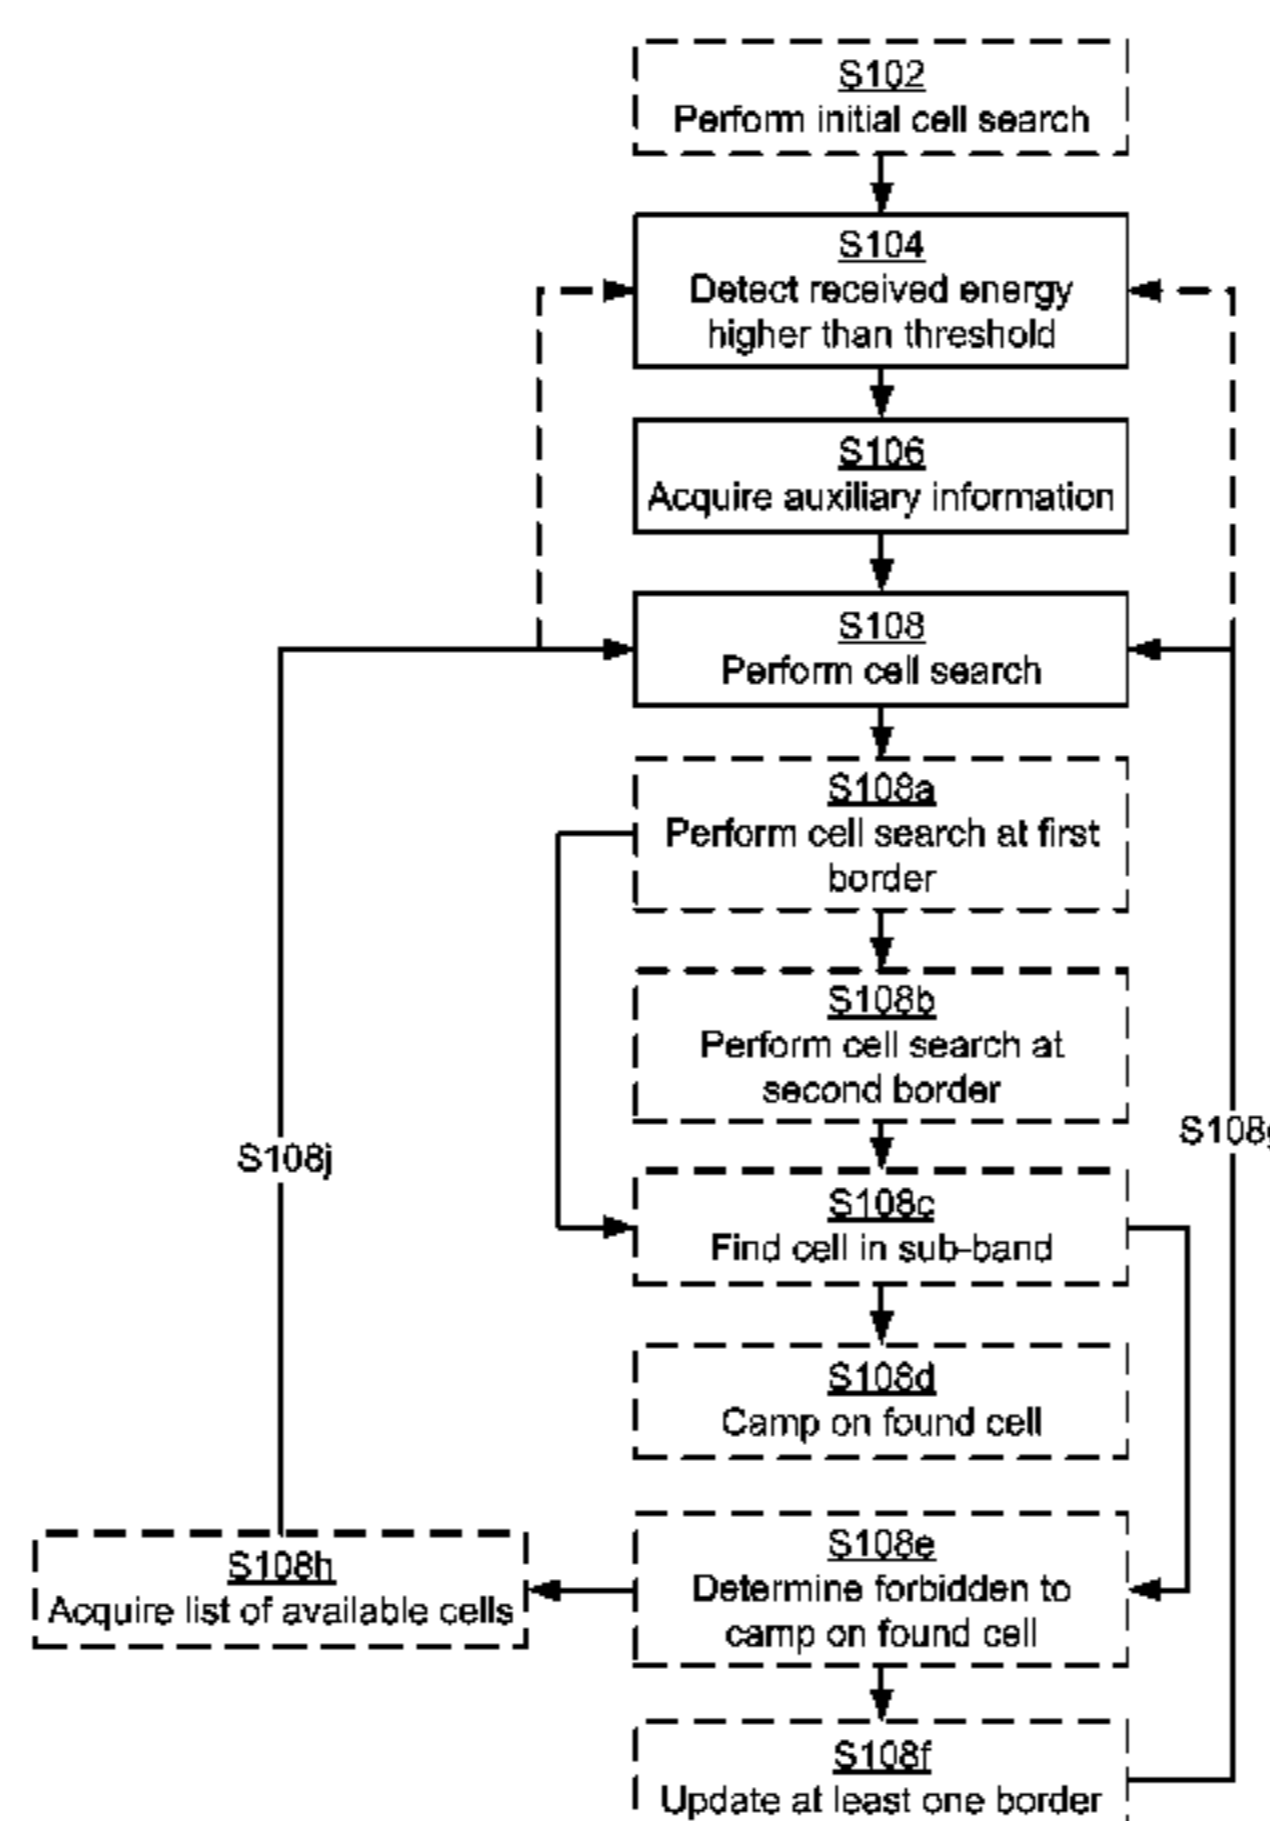 S102
Perform initial cell search
S104
Detect received energy
higher than threshold
S106
Acquire auxiliary information
S108
Perform cell search
S108a
Perform cell search at first
border
S108b
Perform cell search at
second border
S108g
S108j
S108c
Find cell in sub-band
S108d
Camp on found cell
S108e
Determine forbidden to
camp on found cell
S108h
Acquire list of available cells
S108f
Update at least one border